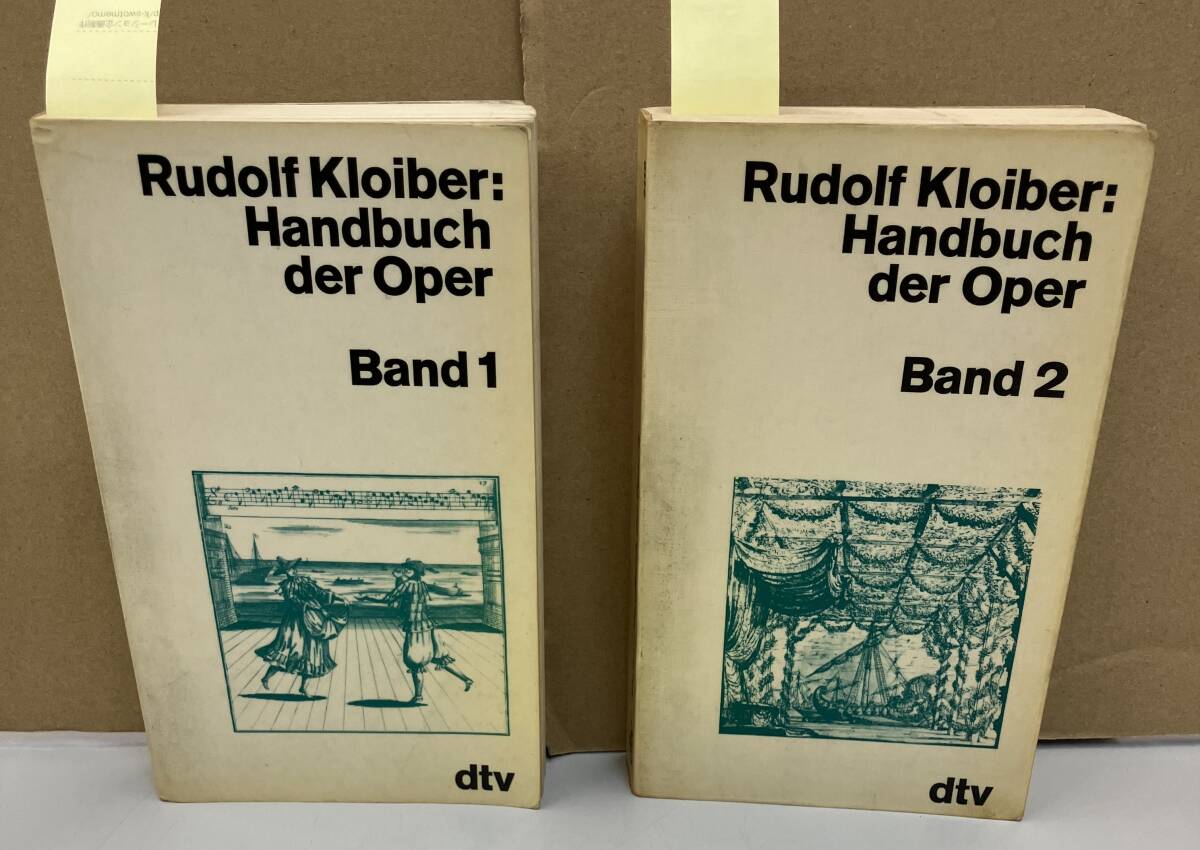 Rudolf Kloiber:
Handbuch
der Oper
Band 1
dtv
Rudolf Kloiber:
Handbuch
der Oper
Band 2
dtv